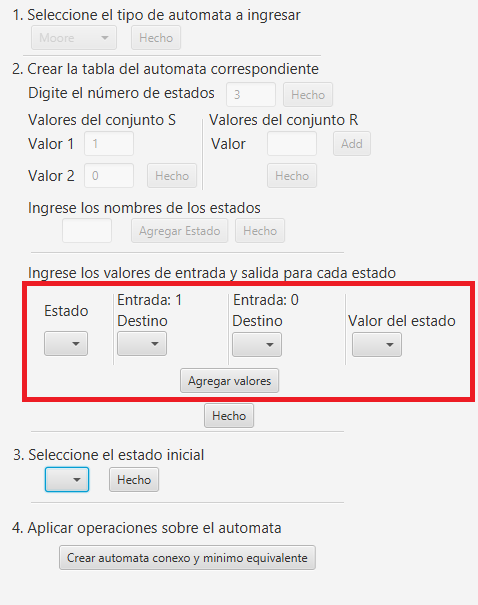 1. Seleccione el tipo de automata a ingresar
Moore Hecho
2. Crear la tabla del automata correspondiente
Digite el número de estados 3 Hecho
Valores del conjunto S Valores del conjunto R
Valor 1 1 Valor Add
Valor 2 0 Hecho Hecho
Ingrese los nombres de los estados
Agregar Estado Hecho
Ingrese los valores de entrada y salida para cada estado
Estado Entrada: 1 Destino Entrada: 0 Destino Valor del estado
Agregar valores
Hecho
3. Seleccione el estado inicial
Hecho
4. Aplicar operaciones sobre el automata
Crear automata conexo y minimo equivalente